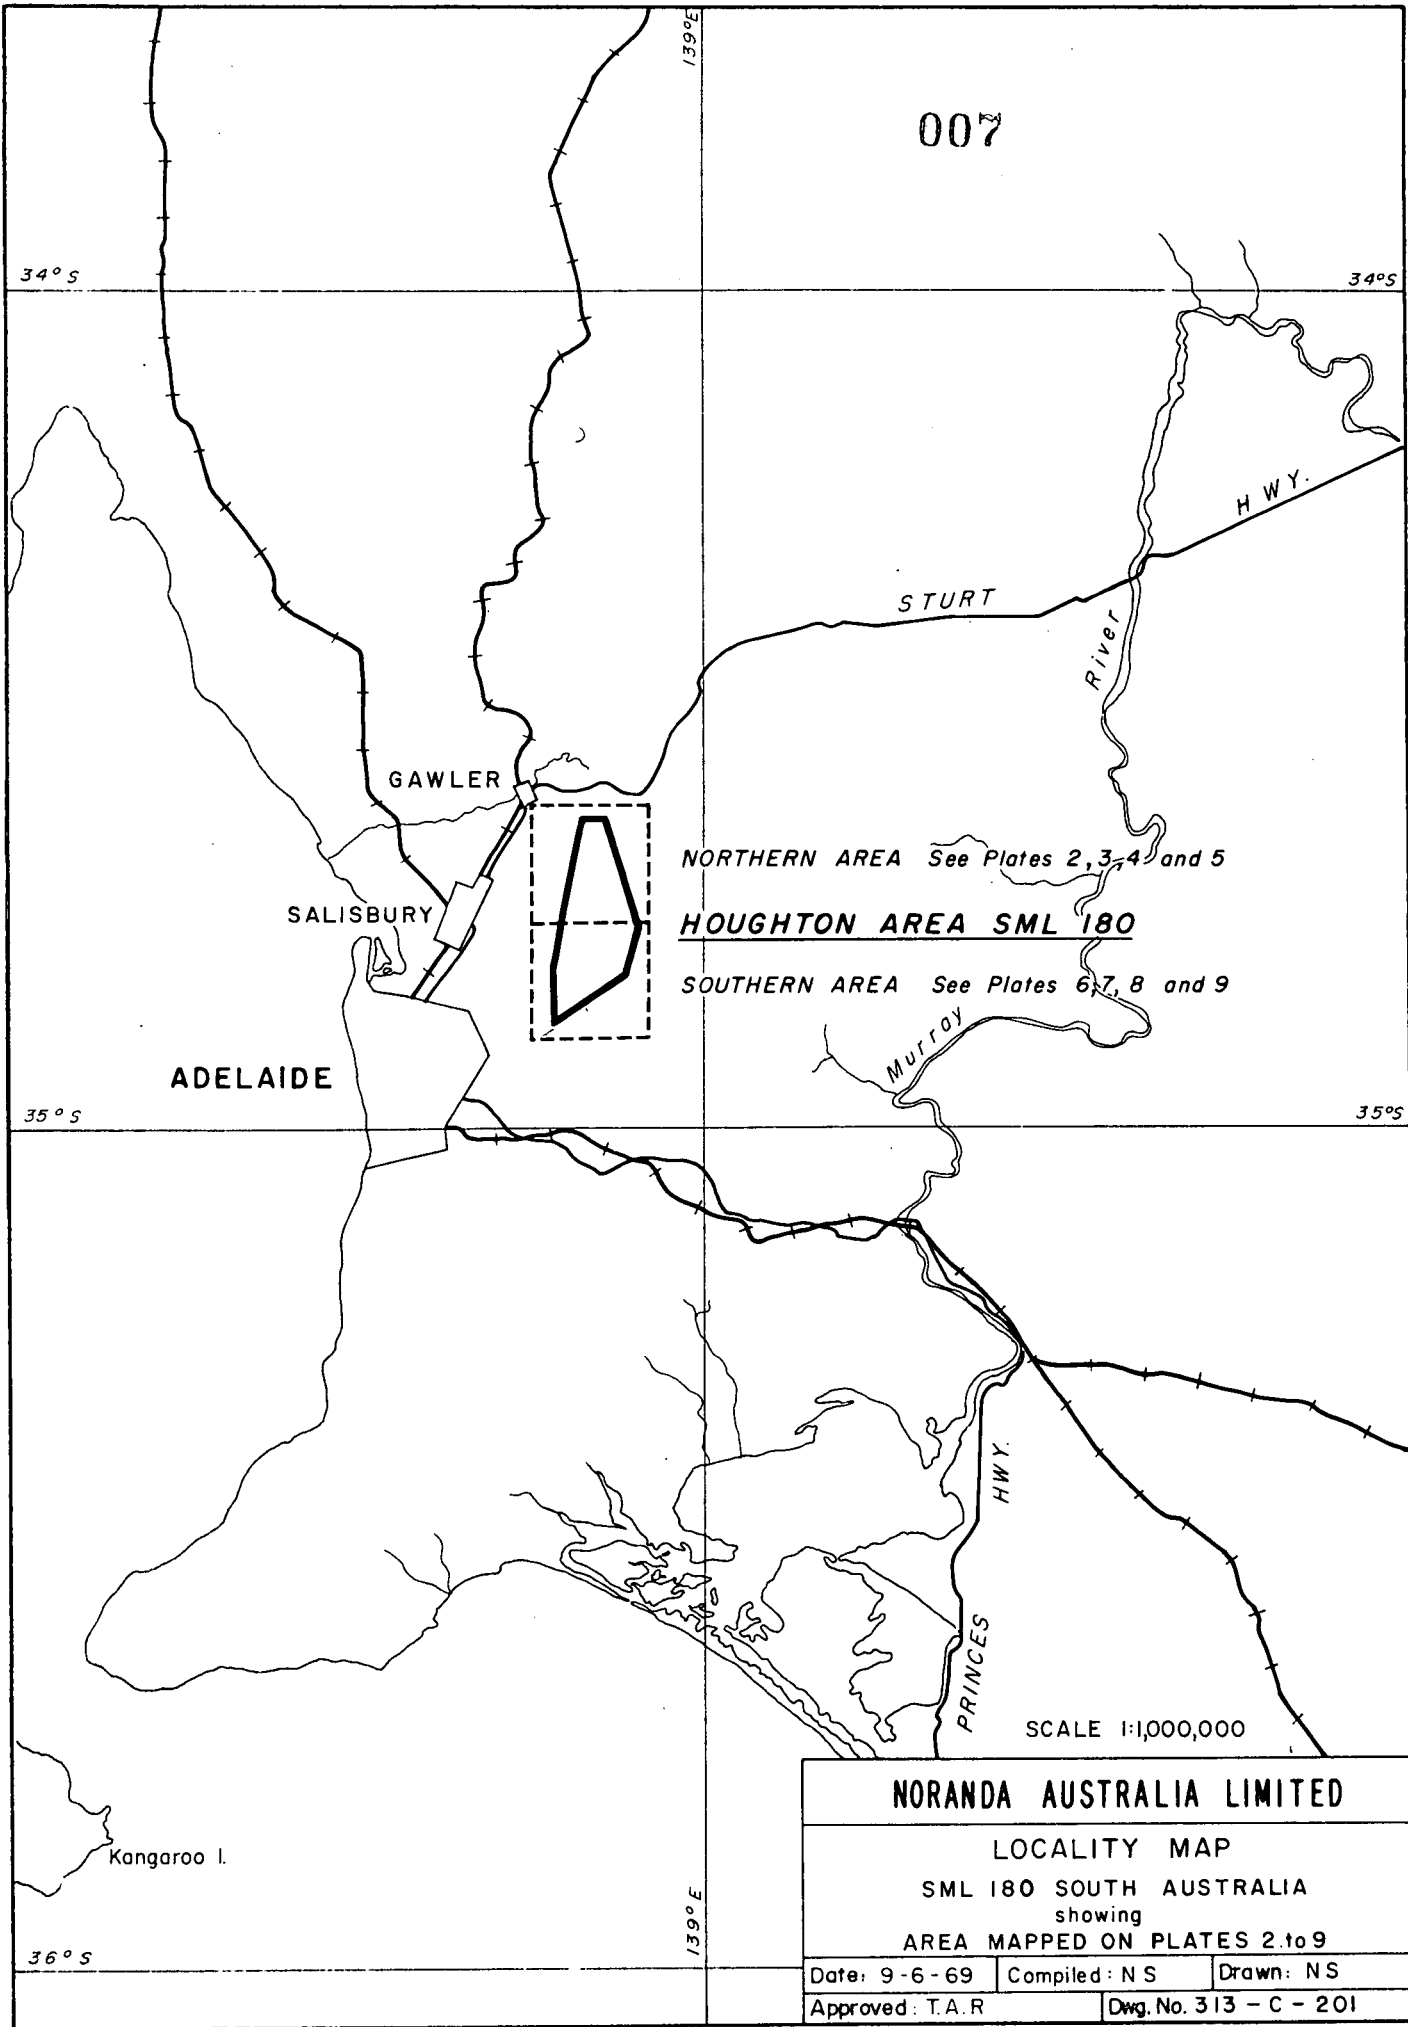 139°E
007
34° S
34°S
HWY.
STURT
River
GAWLER
NORTHERN AREA See Plates 2,3,4 and 5
SALISBURY
HOUGHTON AREA SML 180
SOUTHERN AREA See Plates 6,7,8 and 9
Murray
ADELAIDE
35° S
35°S
HWY.
PRINCES
SCALE 1:1,000,000
Kangaroo I.
139° E
36° S
NORANDA AUSTRALIA LIMITED
LOCALITY MAP
SML 180 SOUTH AUSTRALIA
showing
AREA MAPPED ON PLATES 2.to 9
Date: 9-6-69
Compiled: N S
Drawn: N S
Approved: T.A.R
Dwg. No. 313 - C - 201